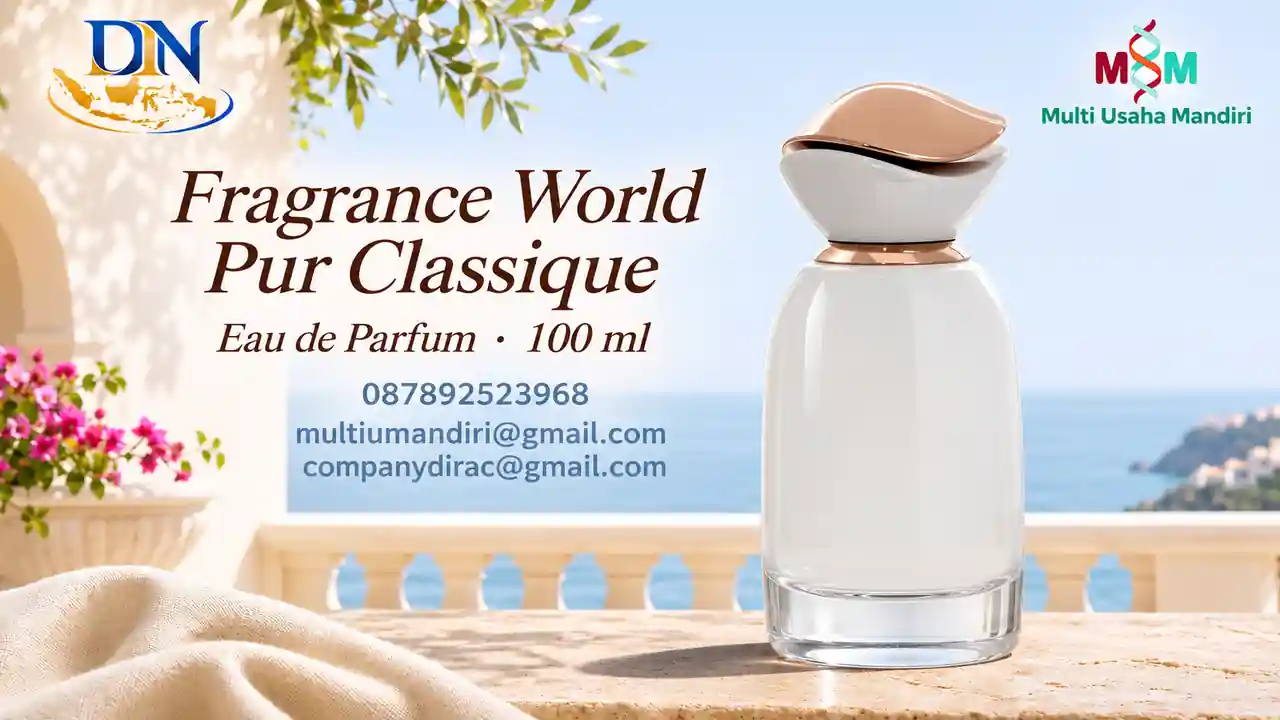 DN
MSM
Multi Usaha Mandiri
Fragrance World
Pur Classique
Eau de Parfum · 100 ml
087892523968
multiumandiri@gmail.com
companydirac@gmail.com